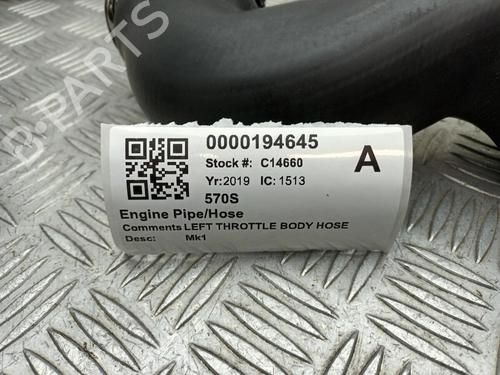 B-PARTS
0000194645
Stock #: C14660
A
Yr:2019 IC:1513
570S
Engine Pipe/Hose
Comments LEFT THROTTLE BODY HOSE
Desc: Mk1